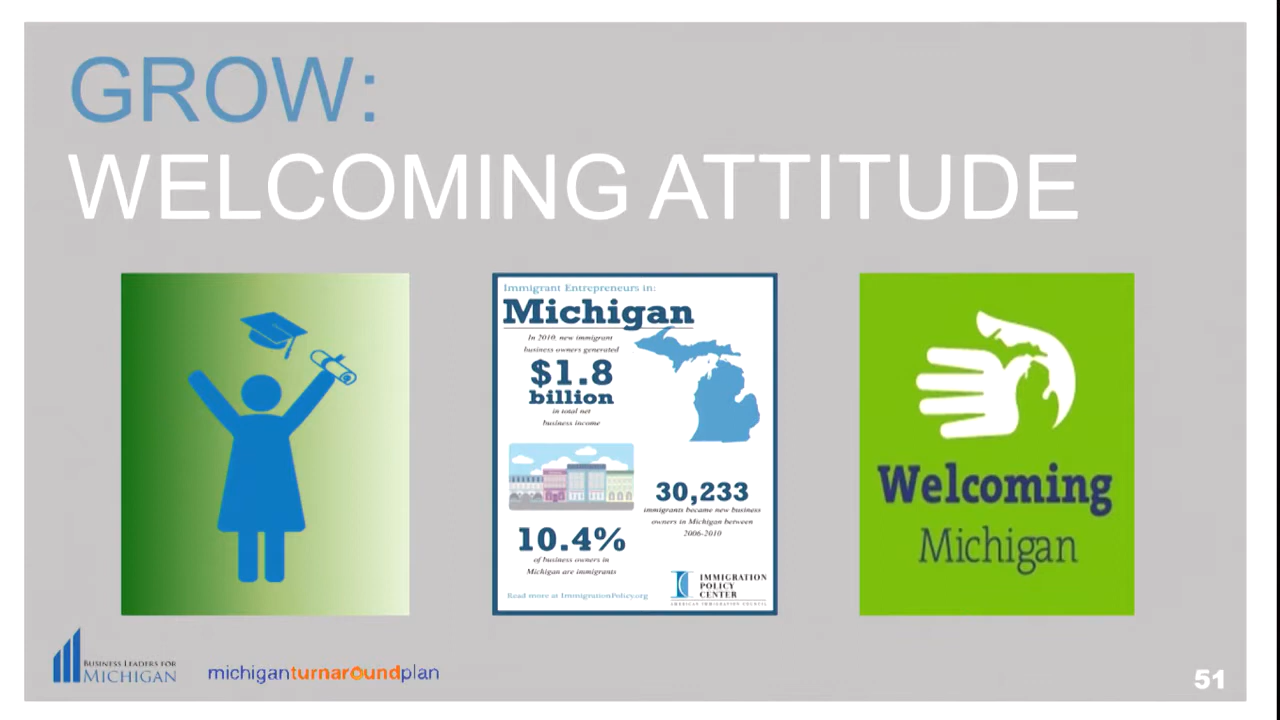 GROW:
WELCOMING ATTITUDE
Immigrant Entrepreneurs in:
Michigan
In 2010, new immigrant
business owners generated
$1.8
billion
in total net
business income
30,233
immigrants became new business
owners in Michigan between
2006-2010
10.4%
of business owners in
Michigan are immigrants
Read more at ImmigrationPolicy.org
IMMIGRATION
POLICY
CENTER
AMERICAN IMMIGRATION COUNCIL
Welcoming
Michigan
BUSINESS LEADERS FOR
MICHIGAN
michiganturnaroundplan
51